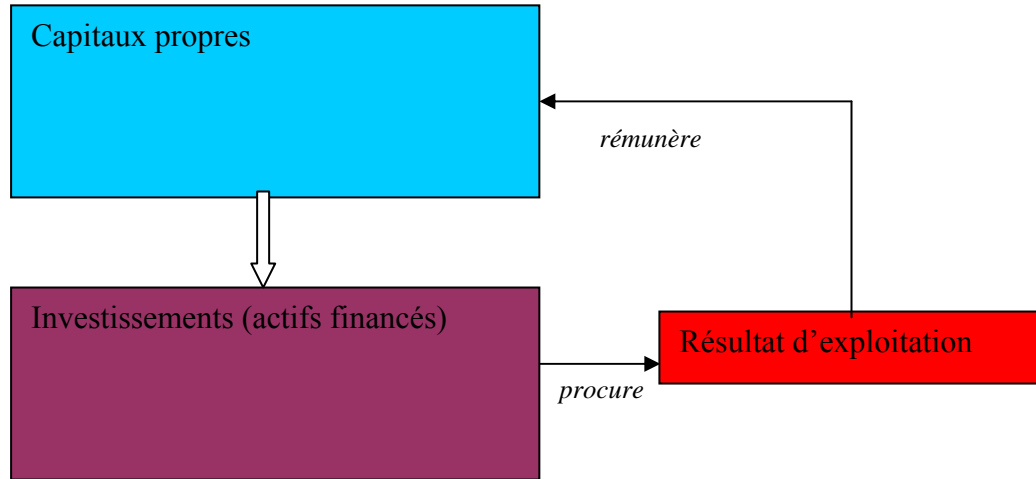 Capitaux propres
rémunère
Investissements (actifs financés)
Résultat d’exploitation
procure